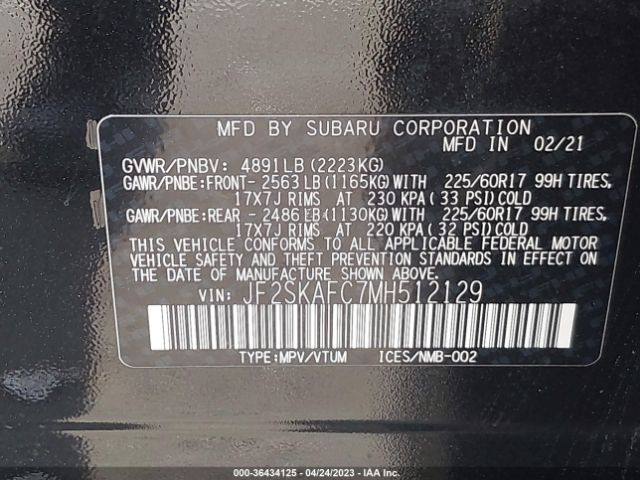 MFD BY SUBARU CORPORATION
MFD IN 02/21
GVWR/PNBV: 4891LB(2223KG)
GAWR/PNBE:FRONT- 2563LB(1165KG)WITH 225/60R17 99H TIRES,
17X7J RIMS AT 230 KPA(33 PSI)COLD
GAWR/PNBE:REAR - 2486LB(1130KG)WITH 225/60R17 99H TIRES,
17X7J RIMS AT 220 KPA(32 PSI)COLD
THIS VEHICLE CONFORMS TO ALL APPLICABLE FEDERAL MOTOR
VEHICLE SAFETY AND THEFT PREVENTION STANDARDS IN EFFECT
ON THE DATE OF MANUFACTURE SHOWN ABOVE.
VIN: JF2SKAFC7MH512129
TYPE:MPV/VTUM ICES/NMB-002
000-36434125 - 04/24/2023 - IAA Inc.